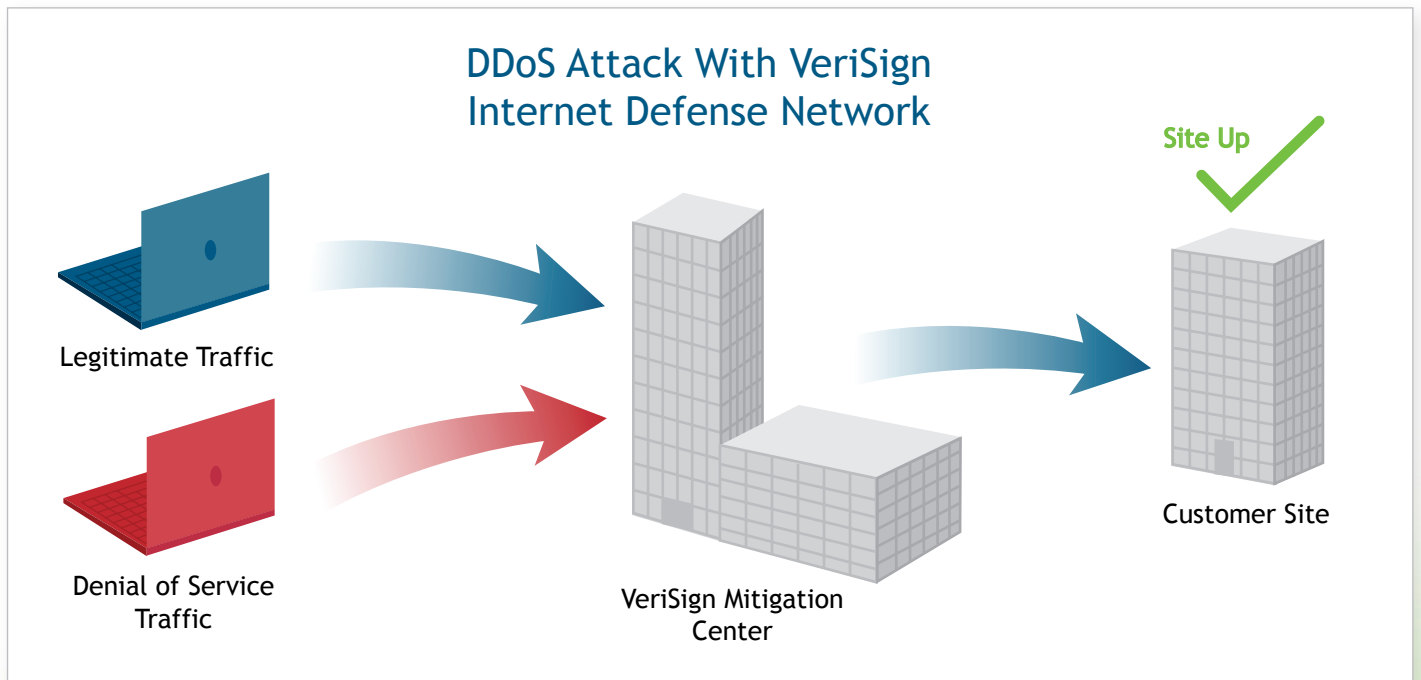 DDoS Attack With VeriSign
Internet Defense Network
Site Up
Legitimate Traffic
Denial of Service
Traffic
VeriSign Mitigation
Center
Customer Site